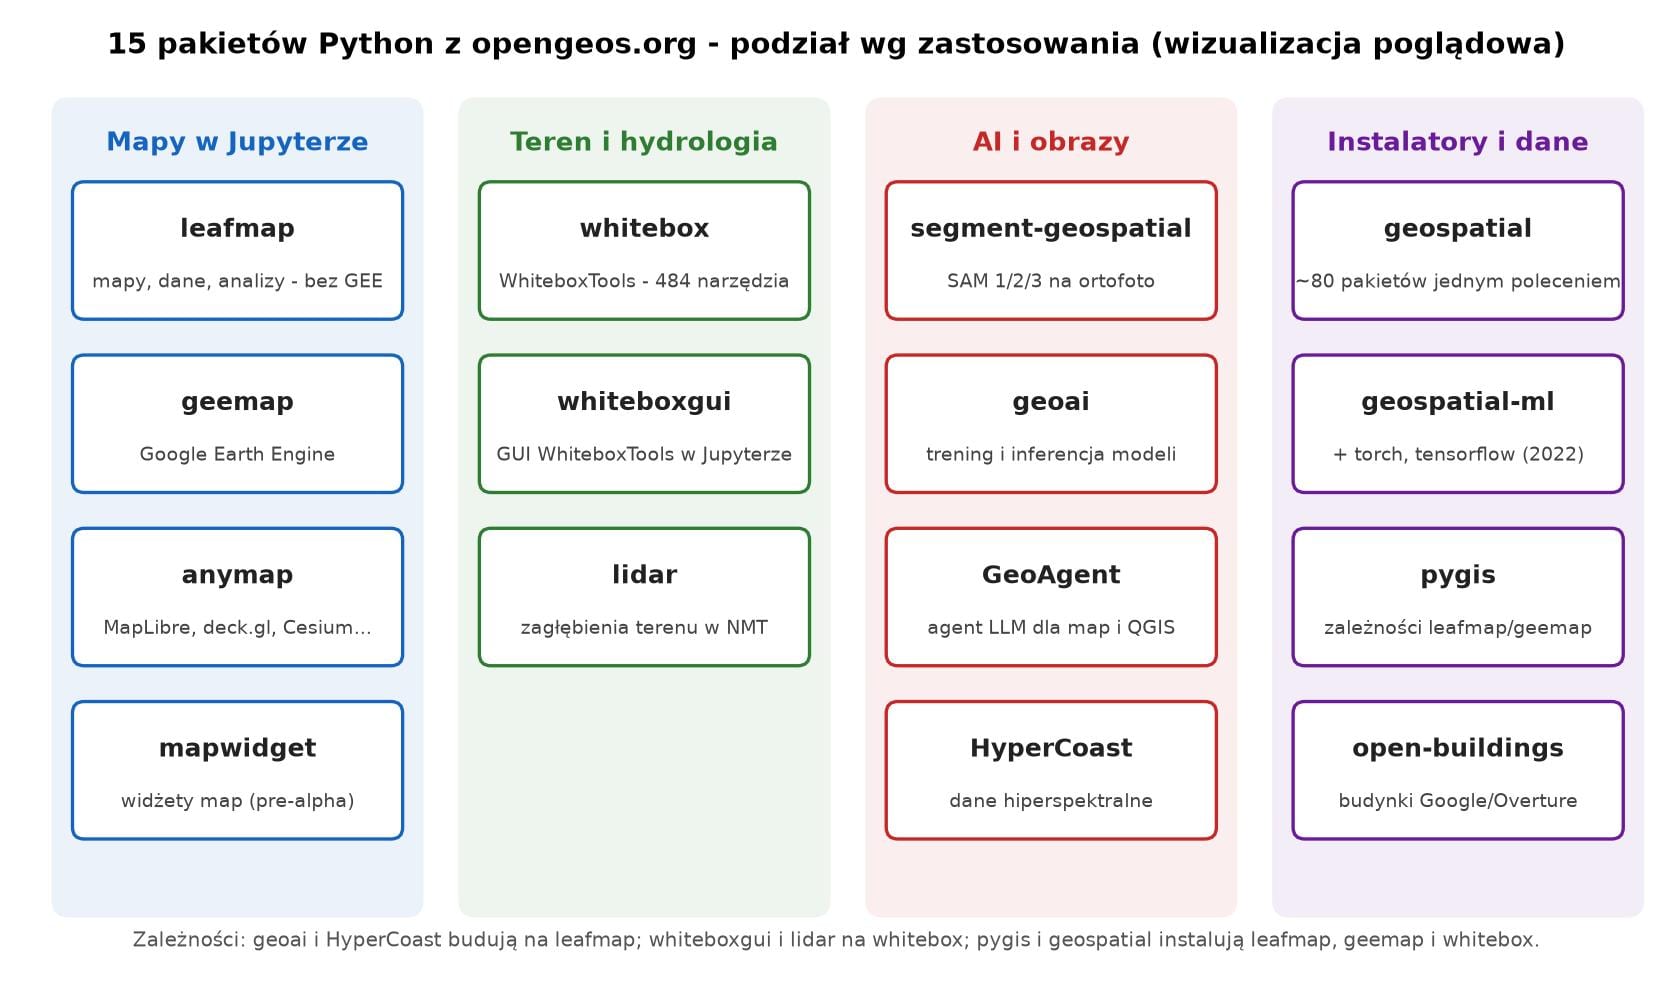 15 pakietów Python z opengeos.org - podział wg zastosowania (wizualizacja poglądowa)
Mapy w Jupyterze
leafmap
mapy, dane, analizy - bez GEE
geemap
Google Earth Engine
anymap
MapLibre, deck.gl, Cesium...
mapwidget
widżety map (pre-alpha)
Teren i hydrologia
whitebox
WhiteboxTools - 484 narzędzia
whiteboxgui
GUI WhiteboxTools w Jupyterze
lidar
zagłębienia terenu w NMT
AI i obrazy
segment-geospatial
SAM 1/2/3 na ortofoto
geoai
trening i inferencja modeli
GeoAgent
agent LLM dla map i QGIS
HyperCoast
dane hiperspektralne
Instalatory i dane
geospatial
~80 pakietów jednym poleceniem
geospatial-ml
+ torch, tensorflow (2022)
pygis
zależności leafmap/geemap
open-buildings
budynki Google/Overture
Zależności: geoai i HyperCoast budują na leafmap; whiteboxgui i lidar na whitebox; pygis i geospatial instalują leafmap, geemap i whitebox.